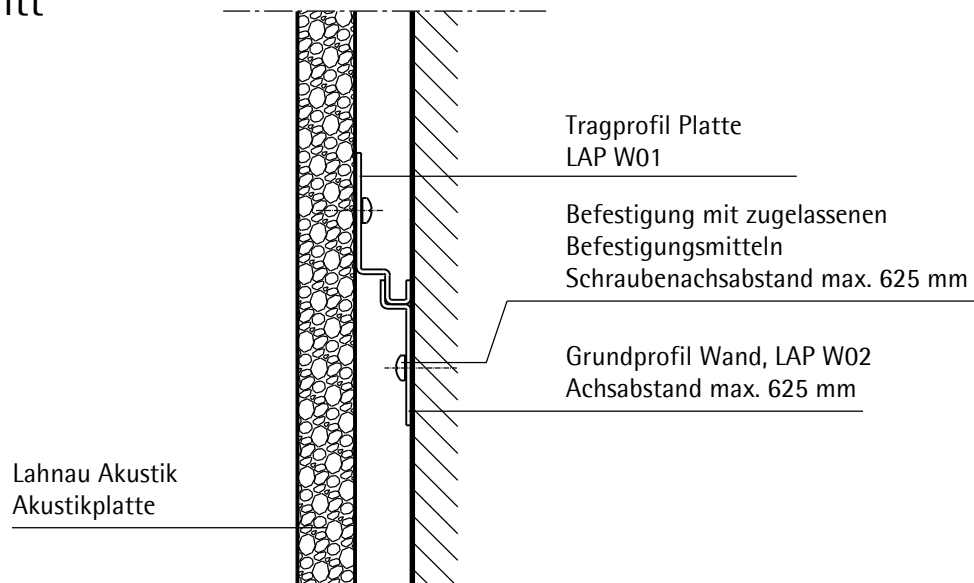 Tragprofil Platte
LAP W01
Befestigung mit zugelassenen
Befestigungsmitteln
Schraubenachsabstand max. 625 mm
Grundprofil Wand, LAP W02
Achsabstand max. 625 mm
Lahnau Akustik
Akustikplatte